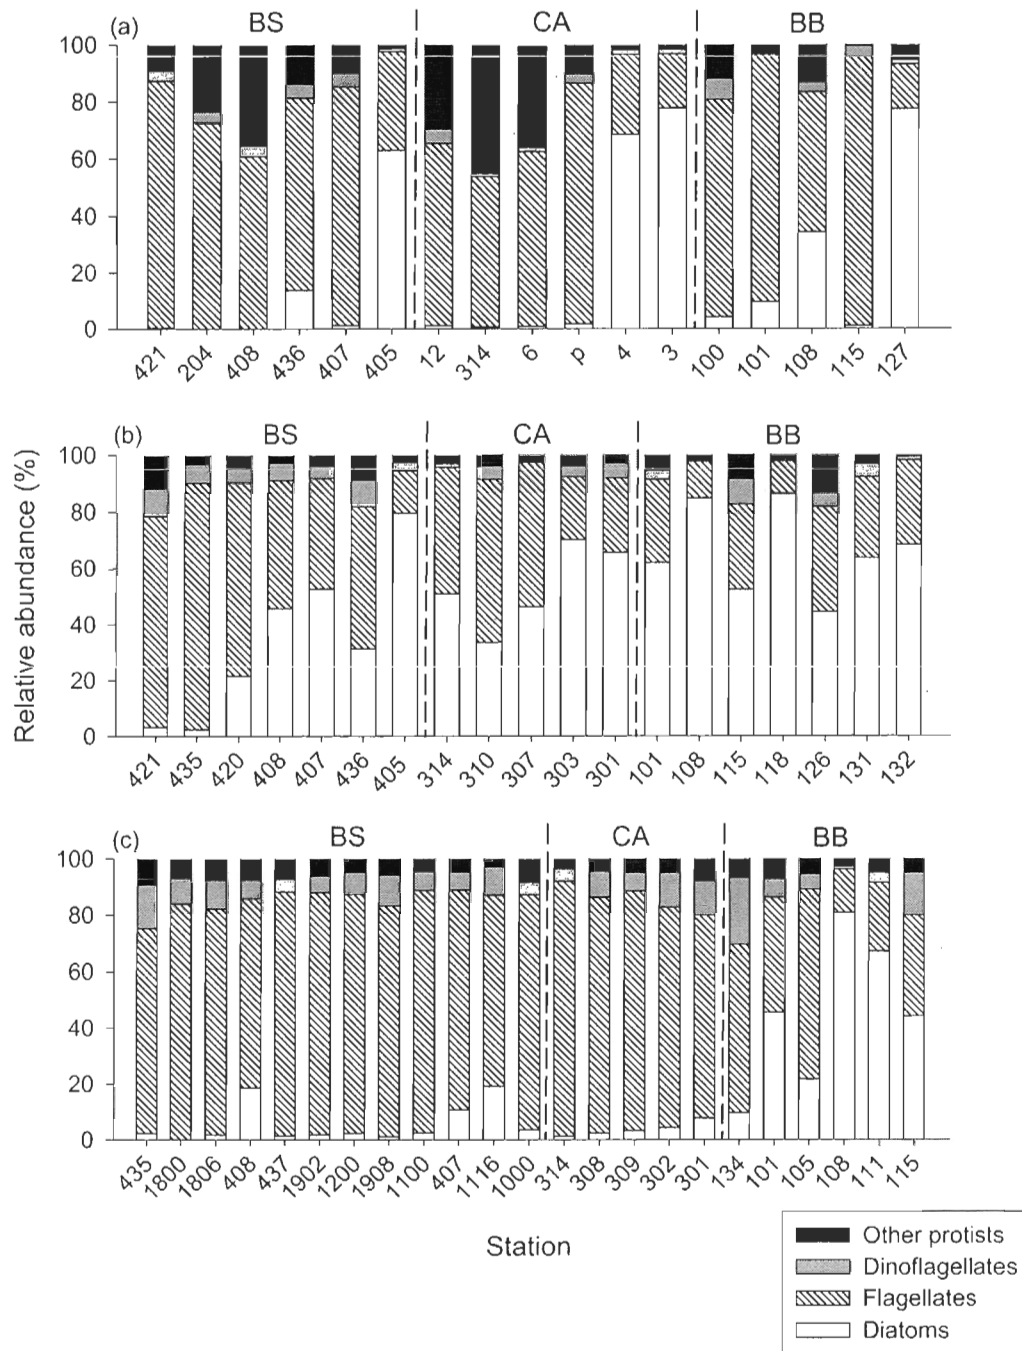 (a) BS CA BB
100
80
60
40
20
0
421 204 408 436 407 405 12 314 6 p 4 3 100 101 108 115 127
(b) BS CA BB
100
80
60
40
20
0
421 435 420 408 407 436 405 314 310 307 303 301 101 108 115 118 126 131 132
Relative abundance (%)
(c) BS CA BB
100
80
60
40
20
0
435 1800 1806 408 437 1902 1200 1908 1100 407 1116 1000 314 308 309 302 301 134 101 105 108 111 115
Station
Other protists
Dinoflagellates
Flagellates
Diatoms